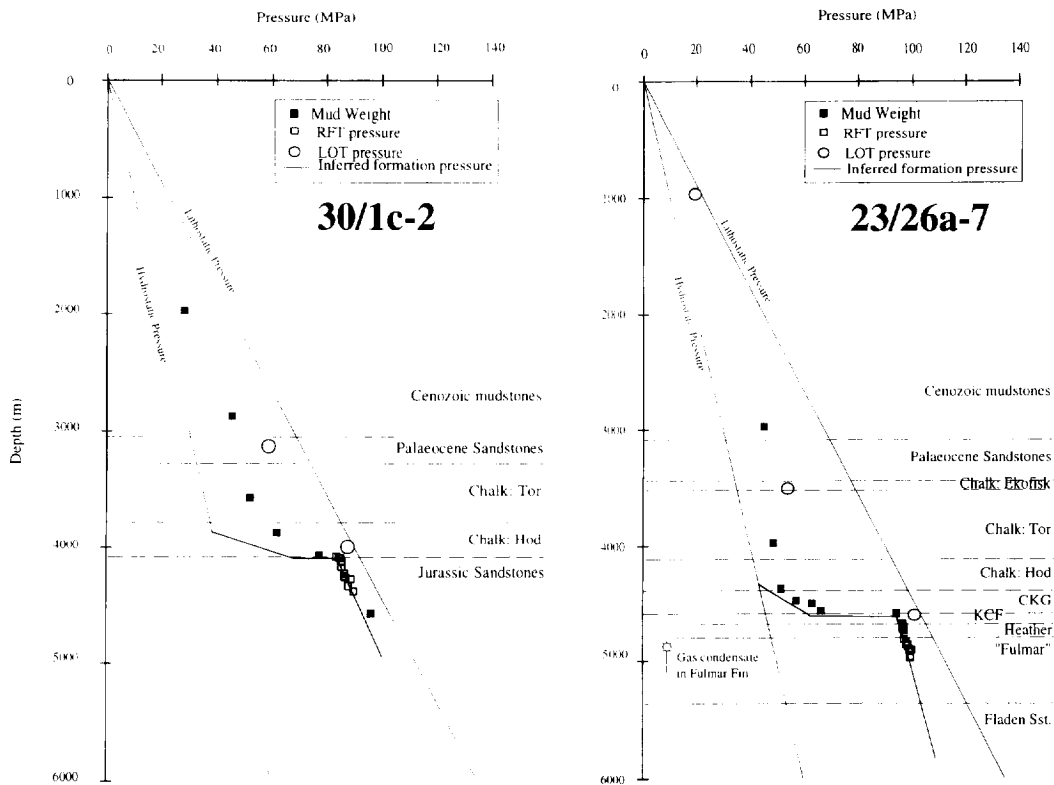 Pressure (MPa)
0 20 40 60 80 100 120 140
0
1000
2000
3000
4000
5000
6000
Depth (m)
Mud Weight
RFT pressure
LOT pressure
Inferred formation pressure
30/1c-2
Lithostatic Pressure
Hydrostatic Pressure
Cenozoic mudstones
Palaeocene Sandstones
Chalk: Tor
Chalk: Hod
Jurassic Sandstones
Pressure (MPa)
0 20 40 60 80 100 120 140
0
1000
2000
3000
4000
5000
6000
Mud Weight
RFT pressure
LOT pressure
Inferred formation pressure
23/26a-7
Lithostatic Pressure
Hydrostatic Pressure
Cenozoic mudstones
Palaeocene Sandstones
Chalk: Ekofisk
Chalk: Tor
Chalk: Hod
CKG
KCF
Heather
"Fulmar"
Fladen Sst.
Gas condensate
in Fulmar Fm